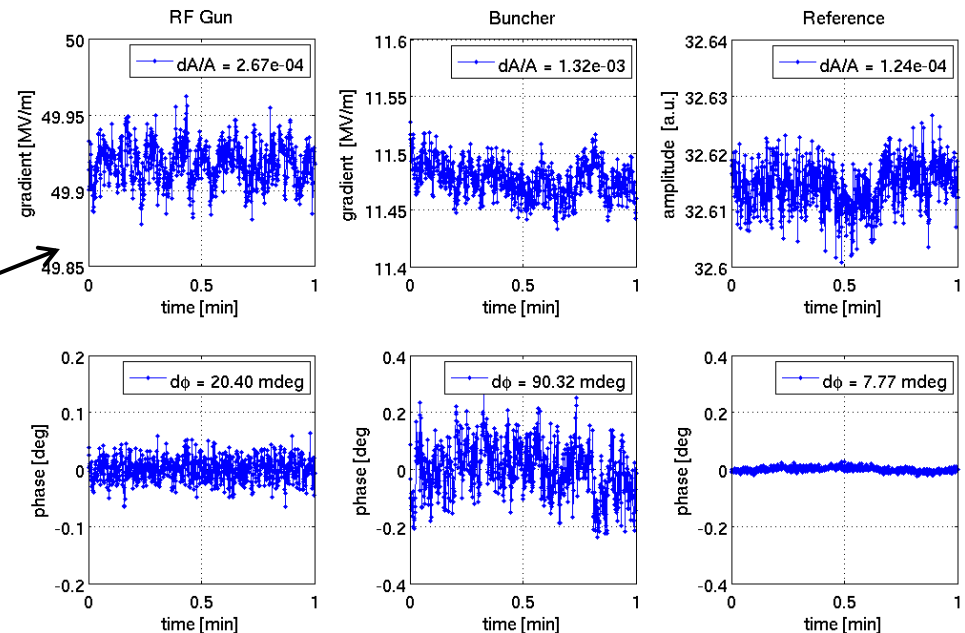 RF Gun
50
49.95
49.9
49.85
gradient [MV/m]
dA/A = 2.67e-04
0 0.5 1
time [min]
Buncher
11.6
11.55
11.5
11.45
11.4
gradient [MV/m]
dA/A = 1.32e-03
0 0.5 1
time [min]
Reference
32.64
32.63
32.62
32.61
32.6
amplitude [a.u.]
dA/A = 1.24e-04
0 0.5 1
time [min]
0.2
0.1
0
-0.1
-0.2
phase [deg]
dϕ = 20.40 mdeg
0 0.5 1
time [min]
0.4
0.2
0
-0.2
-0.4
phase [deg
dϕ = 90.32 mdeg
0 0.5 1
time [min]
0.4
0.2
0
-0.2
-0.4
phase [deg
dϕ = 7.77 mdeg
0 0.5 1
time [min]